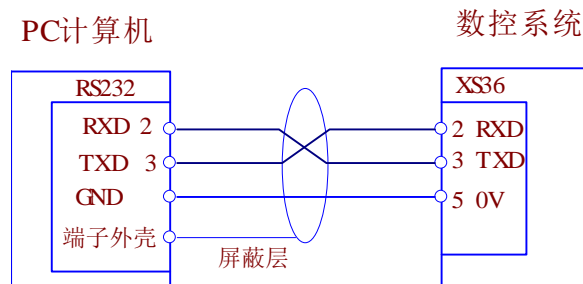 PC计算机
数控系统
RS232
XS36
RXD 2
2 RXD
TXD 3
3 TXD
GND
5 0V
端子外壳
屏蔽层